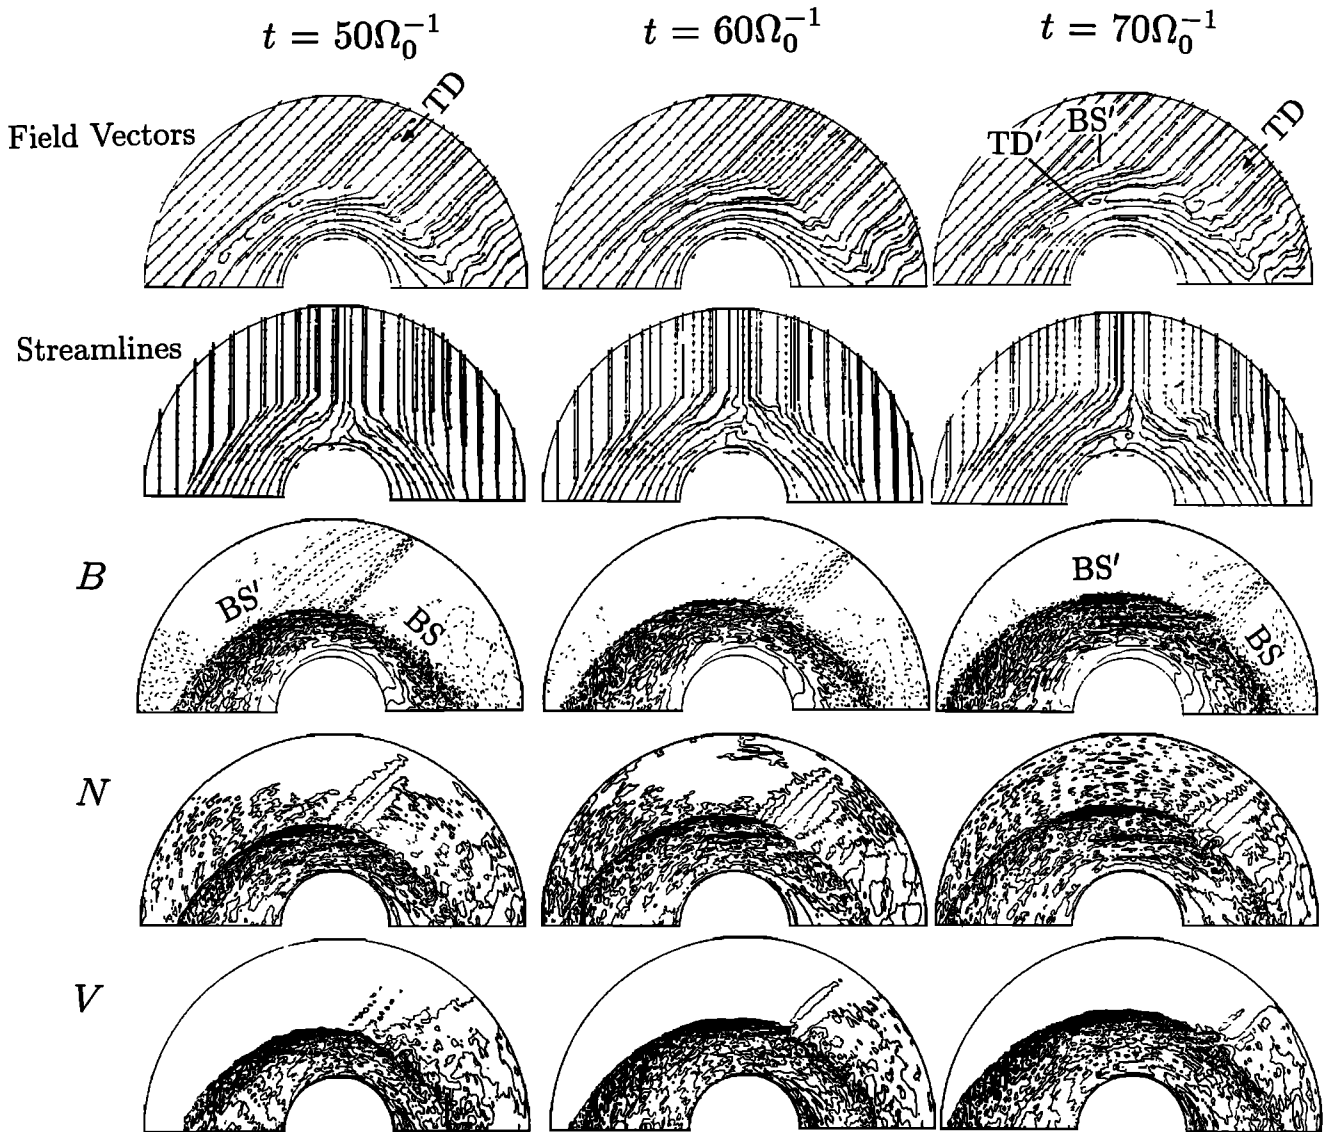 t = 50Ω₀⁻¹ t = 60Ω₀⁻¹ t = 70Ω₀⁻¹
Field Vectors
TD
TD′
BS′
TD
Streamlines
B
BS′
BS
BS′
BS
N
V